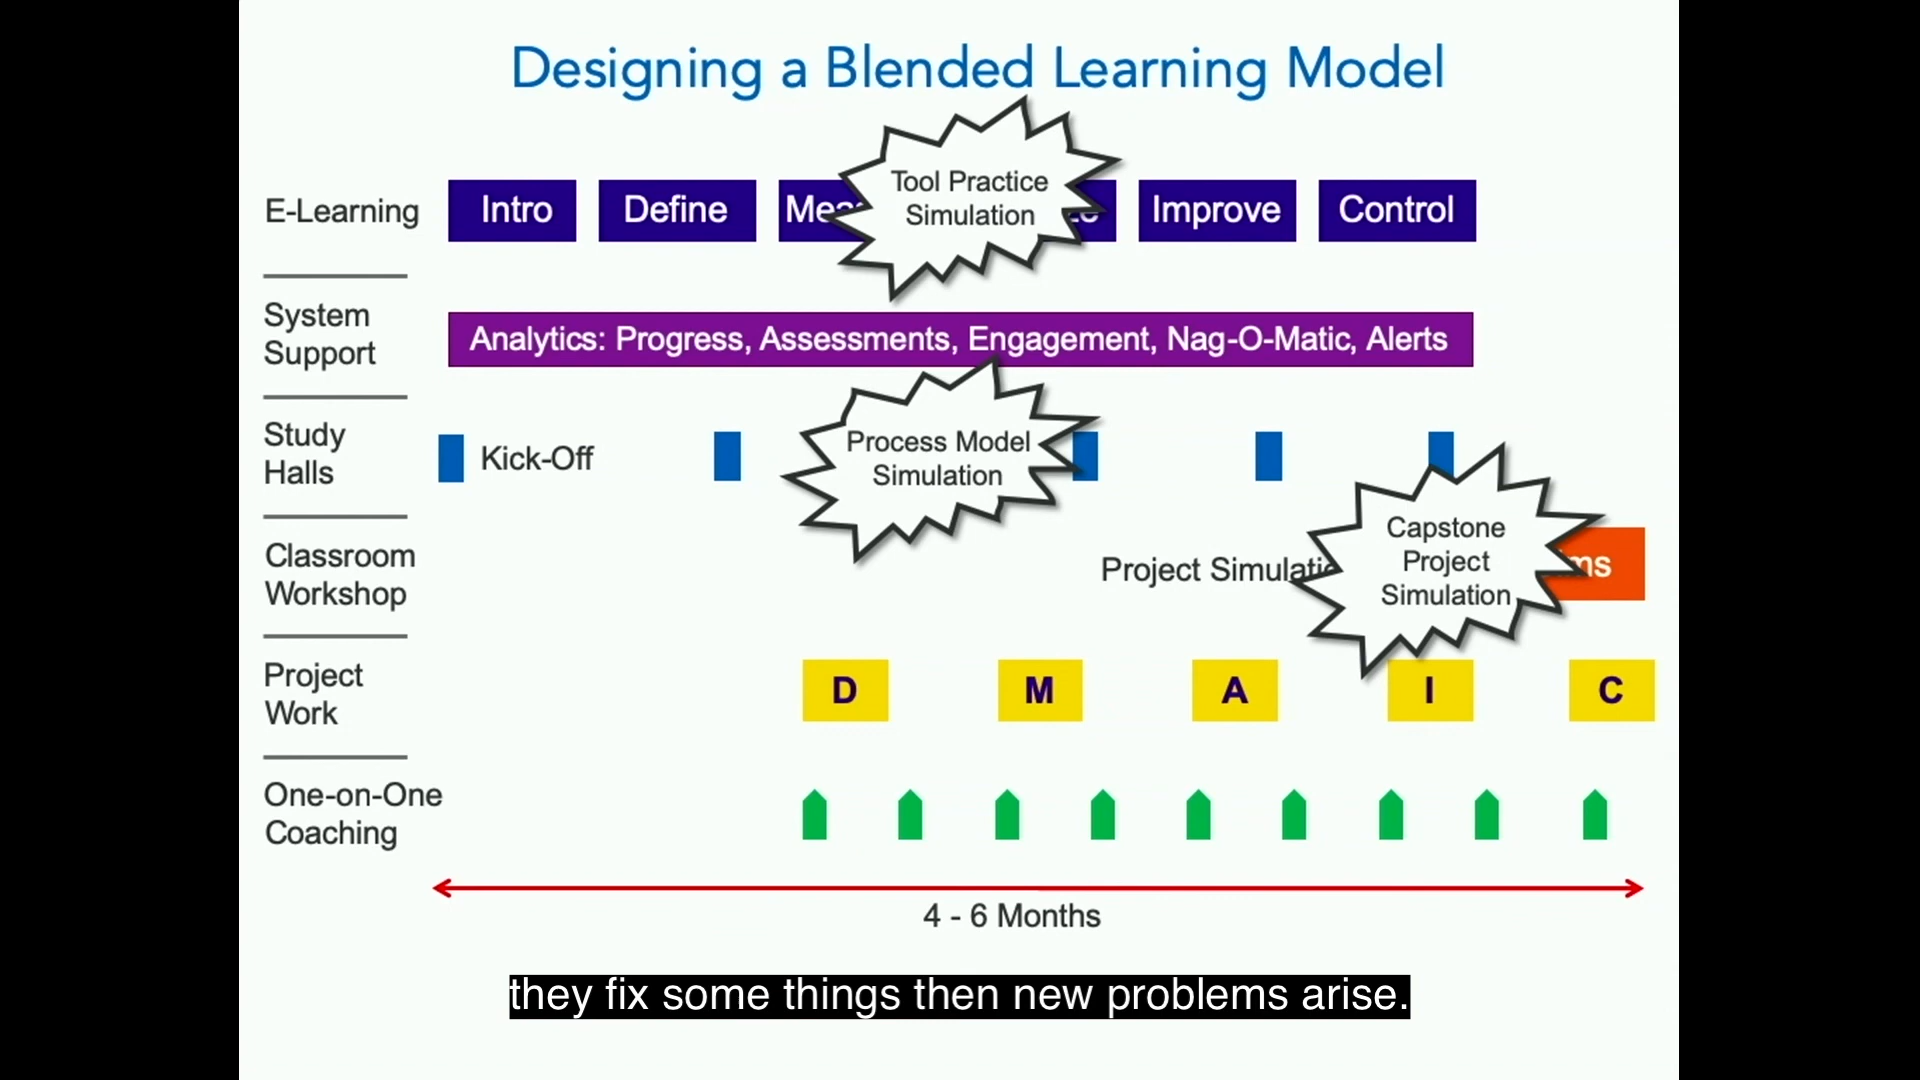 Designing a Blended Learning Model
E-Learning
Intro
Define
Tool Practice
Simulation
Improve
Control
System
Support
Analytics: Progress, Assessments, Engagement, Nag-O-Matic, Alerts
Study
Halls
Kick-Off
Process Model
Simulation
Classroom
Workshop
Project
Capstone
Project
Simulation
Project
Work
D
M
A
I
C
One-on-One
Coaching
4 - 6 Months
they fix some things then new problems arise.